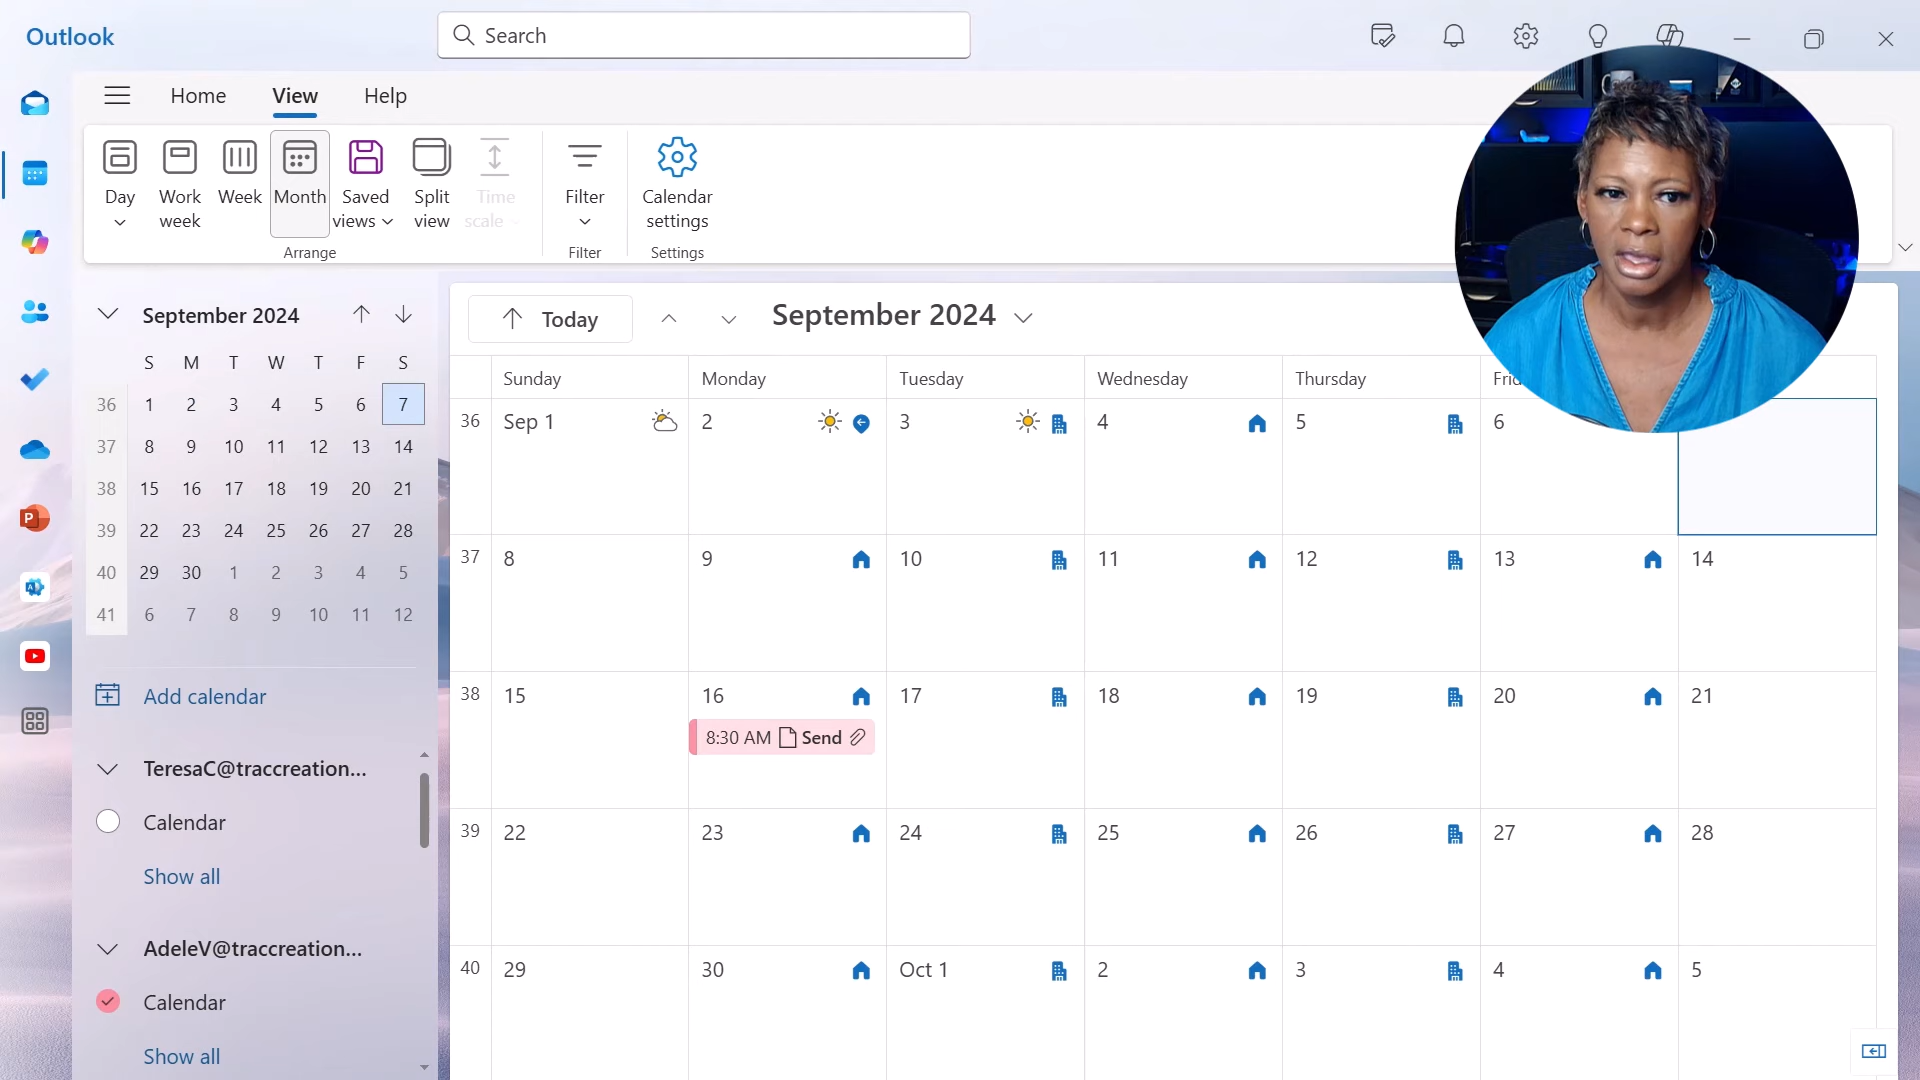 Outlook
Search
Home View Help
Day
Work week
Week
Month
Saved views
Split view
Time scale
Arrange
Filter
Filter
Calendar settings
Settings
September 2024
S M T W T F S
36 1 2 3 4 5 6 7
37 8 9 10 11 12 13 14
38 15 16 17 18 19 20 21
39 22 23 24 25 26 27 28
40 29 30 1 2 3 4 5
41 6 7 8 9 10 11 12
Add calendar
TeresaC@traccreation...
Calendar
Show all
AdeleV@traccreation...
Calendar
Show all
Today
September 2024
Sunday Monday Tuesday Wednesday Thursday
36 Sep 1 2 3 4 5 6
37 8 9 10 11 12 13 14
38 15 16 17 18 19 20 21
8:30 AM Send
39 22 23 24 25 26 27 28
40 29 30 Oct 1 2 3 4 5